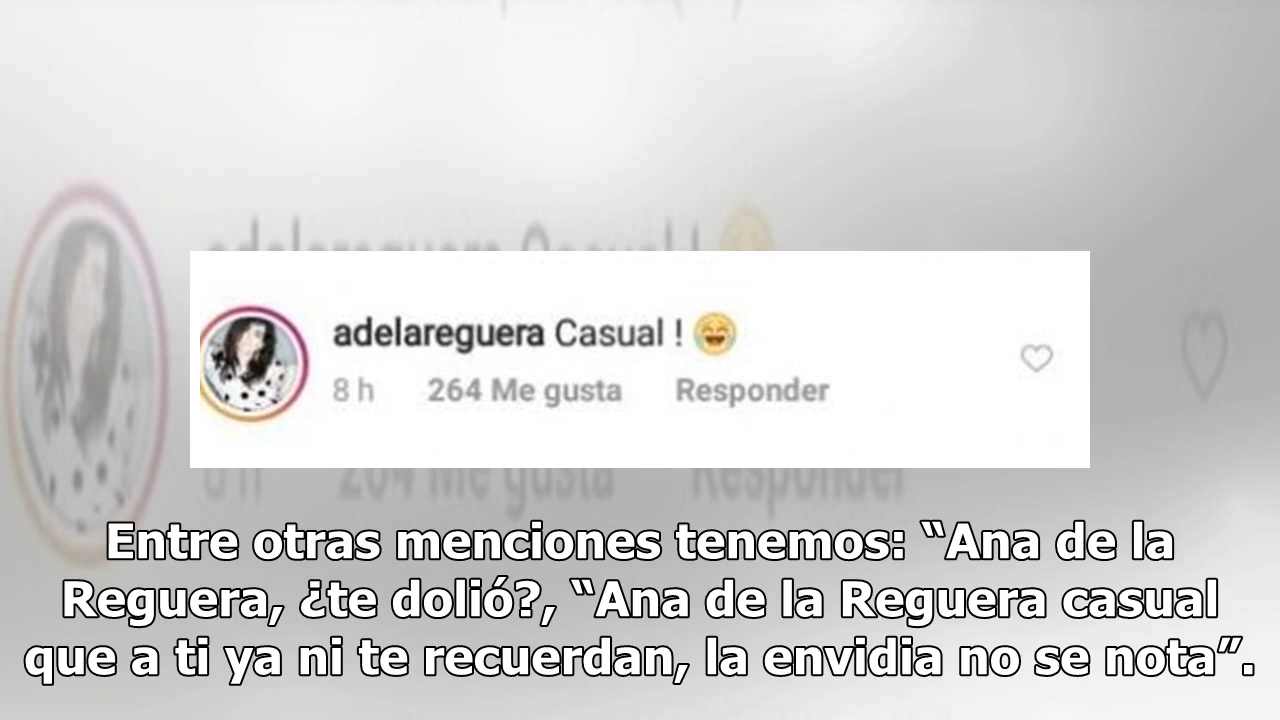 adelareguera Casual ! 😂
8 h 264 Me gusta Responder
Entre otras menciones tenemos: “Ana de la
Reguera, ¿te dolió?, “Ana de la Reguera casual
que a ti ya ni te recuerdan, la envidia no se nota”.